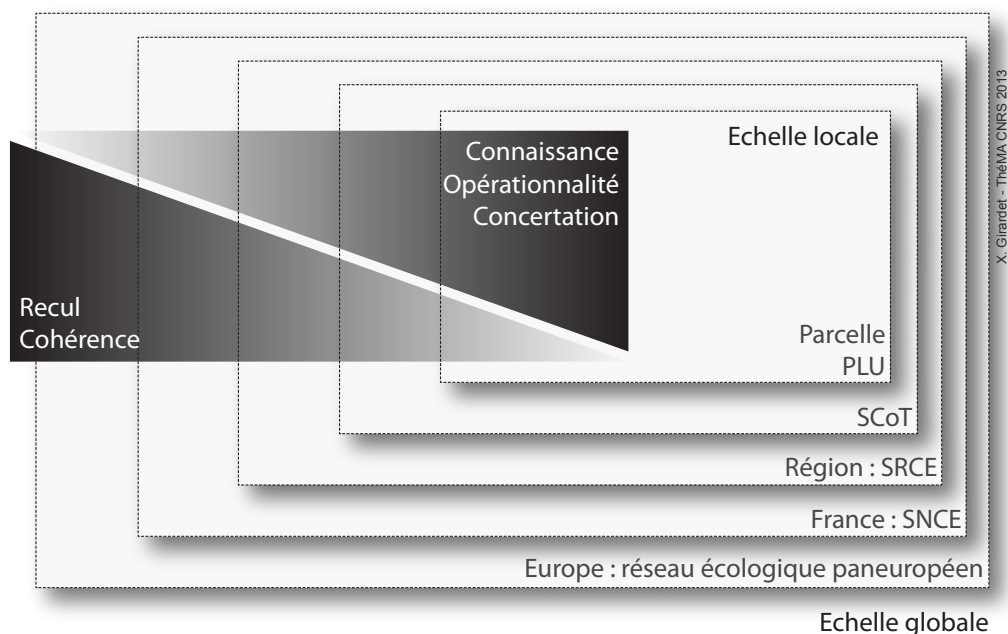 Echelle locale
Connaissance
Opérationnalité
Concertation
Recul
Cohérence
Parcelle
PLU
SCoT
Région : SRCE
France : SNCE
Europe : réseau écologique paneuropéen
Echelle globale
X. Girardet - ThéMA CNRS 2013